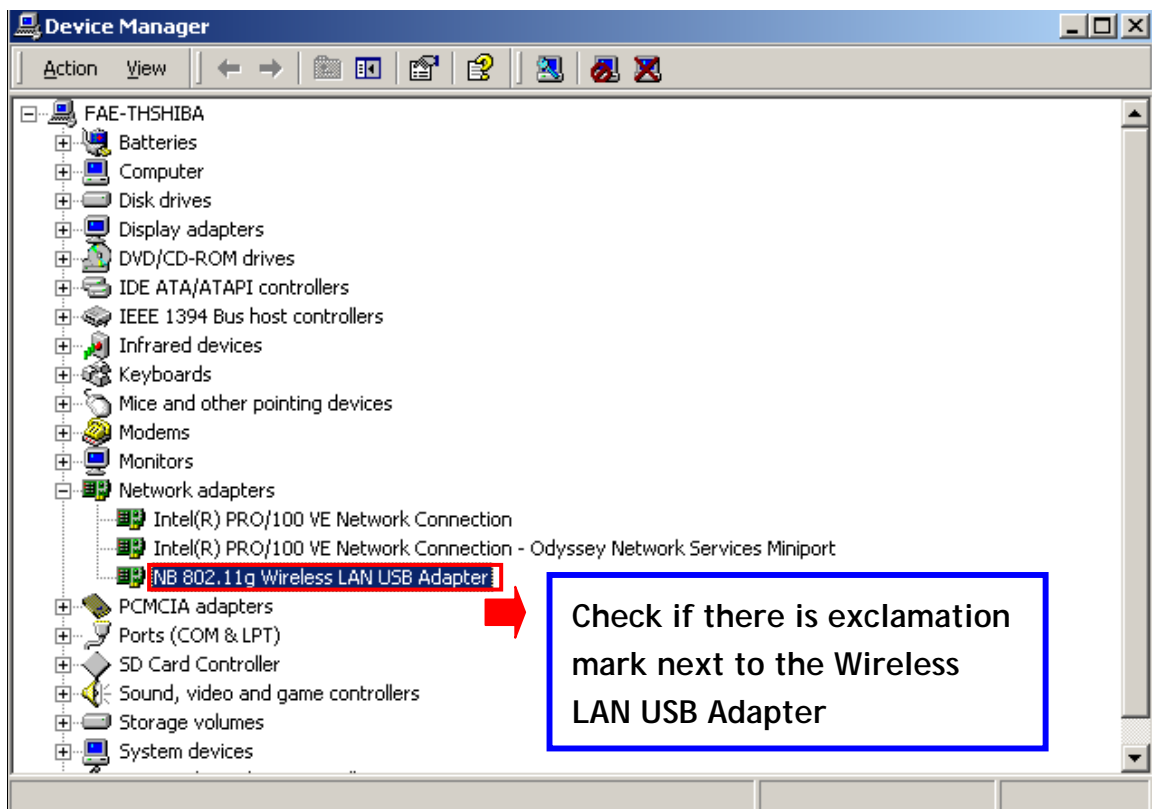 Device Manager
Action View
FAE-THSHIBA
Batteries
Computer
Disk drives
Display adapters
DVD/CD-ROM drives
IDE ATA/ATAPI controllers
IEEE 1394 Bus host controllers
Infrared devices
Keyboards
Mice and other pointing devices
Modems
Monitors
Network adapters
Intel(R) PRO/100 VE Network Connection
Intel(R) PRO/100 VE Network Connection - Odyssey Network Services Miniport
NB 802.11g Wireless LAN USB Adapter
PCMCIA adapters
Ports (COM & LPT)
SD Card Controller
Sound, video and game controllers
Storage volumes
System devices
Check if there is exclamation
mark next to the Wireless
LAN USB Adapter